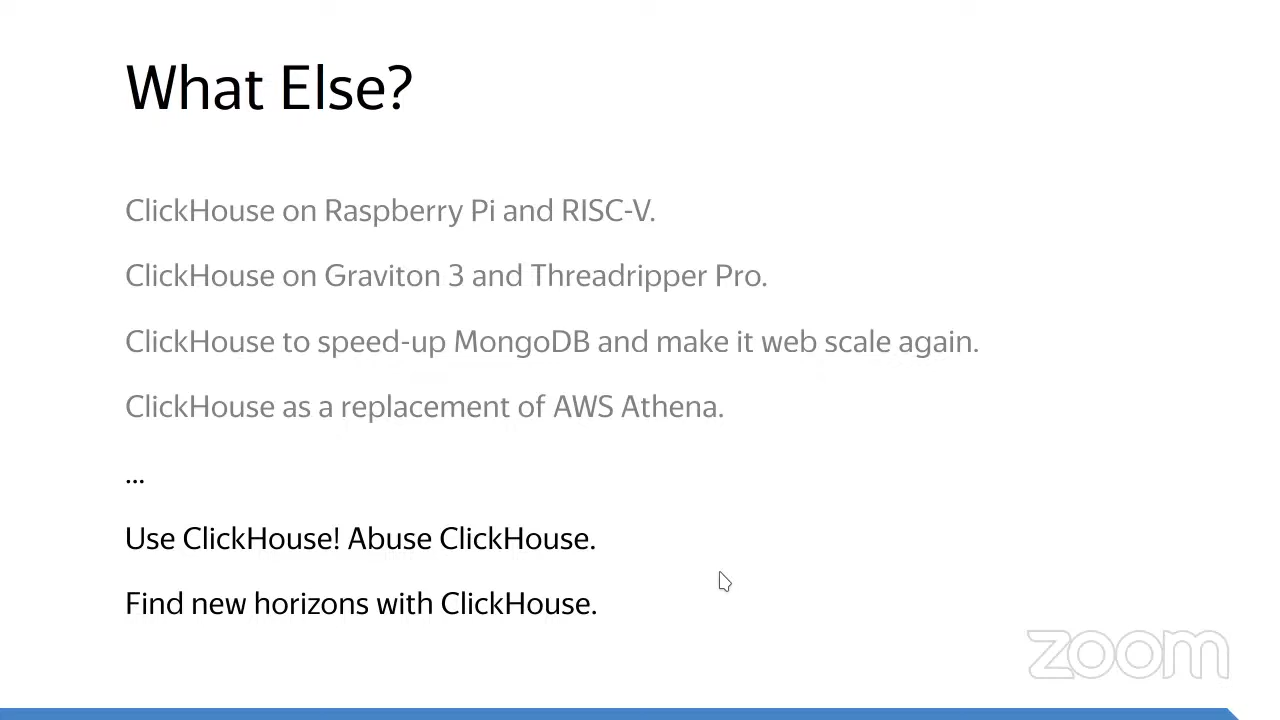 What Else?
ClickHouse on Raspberry Pi and RISC-V.
ClickHouse on Graviton 3 and Threadripper Pro.
ClickHouse to speed-up MongoDB and make it web scale again.
ClickHouse as a replacement of AWS Athena.
...
Use ClickHouse! Abuse ClickHouse.
Find new horizons with ClickHouse.
zoom